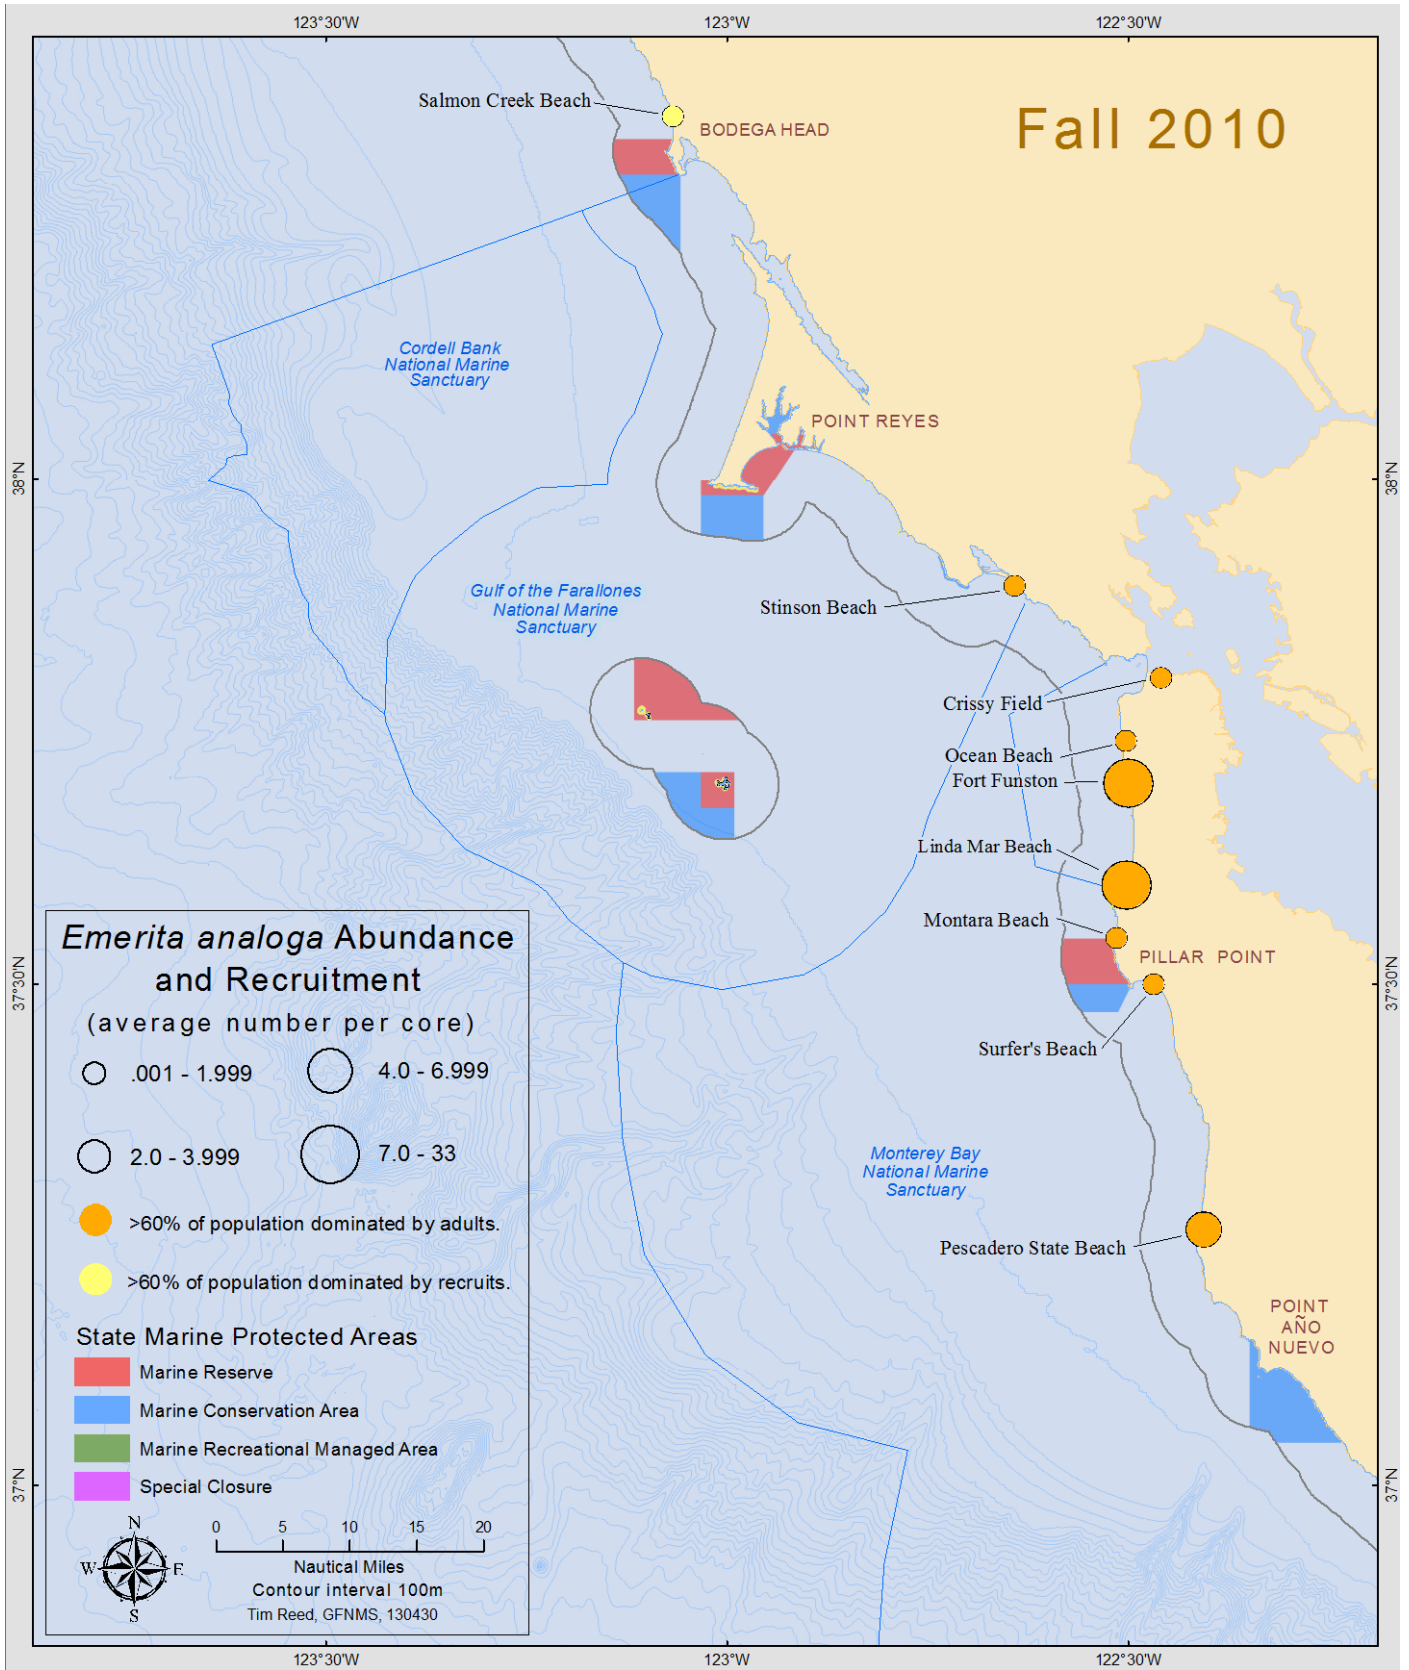 123°30'W
123°W
122°30'W
Salmon Creek Beach
BODEGA HEAD
Fall 2010
Cordell Bank
National Marine
Sanctuary
POINT REYES
38°N
38°N
Gulf of the Farallones
National Marine
Sanctuary
Stinson Beach
Crissy Field
Ocean Beach
Fort Funston
Linda Mar Beach
Montara Beach
PILLAR POINT
37°30'N
37°30'N
Surfer's Beach
Monterey Bay
National Marine
Sanctuary
Pescadero State Beach
POINT
AÑO
NUEVO
37°N
37°N
Emerita analoga Abundance
and Recruitment
(average number per core)
.001 - 1.999
4.0 - 6.999
2.0 - 3.999
7.0 - 33
>60% of population dominated by adults.
>60% of population dominated by recruits.
State Marine Protected Areas
Marine Reserve
Marine Conservation Area
Marine Recreational Managed Area
Special Closure
N
W
E
S
0 5 10 15 20
Nautical Miles
Contour interval 100m
Tim Reed, GFNMS, 130430
123°30'W
123°W
122°30'W